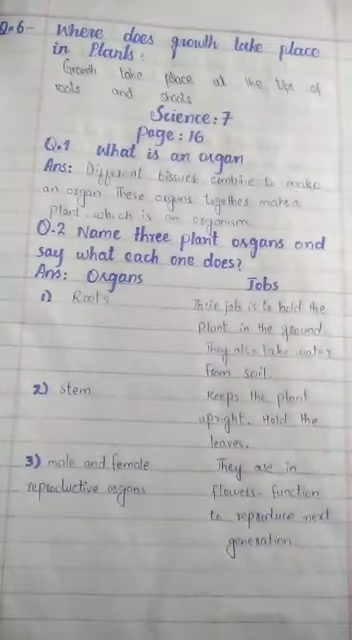 Q.6- Where does growth take place
in Plants.
Growth take place at the tips of
roots and shoots
Science:7
Page:16
Q.1 What is an organ
Ans: Different tissues combine to make
an organ. These organs together make a
Plant. which is an organism.
Q.2 Name three plant organs and
say what each one does?
Ans: Organs Jobs
1) Roots Their job is to hold the
Plant in the ground
They also take water
from soil.
2) stem Keeps the plant
upright. Hold the
leaves.
3) male and female They are in
reproductive organs flowers. function
to reproduce next
generation